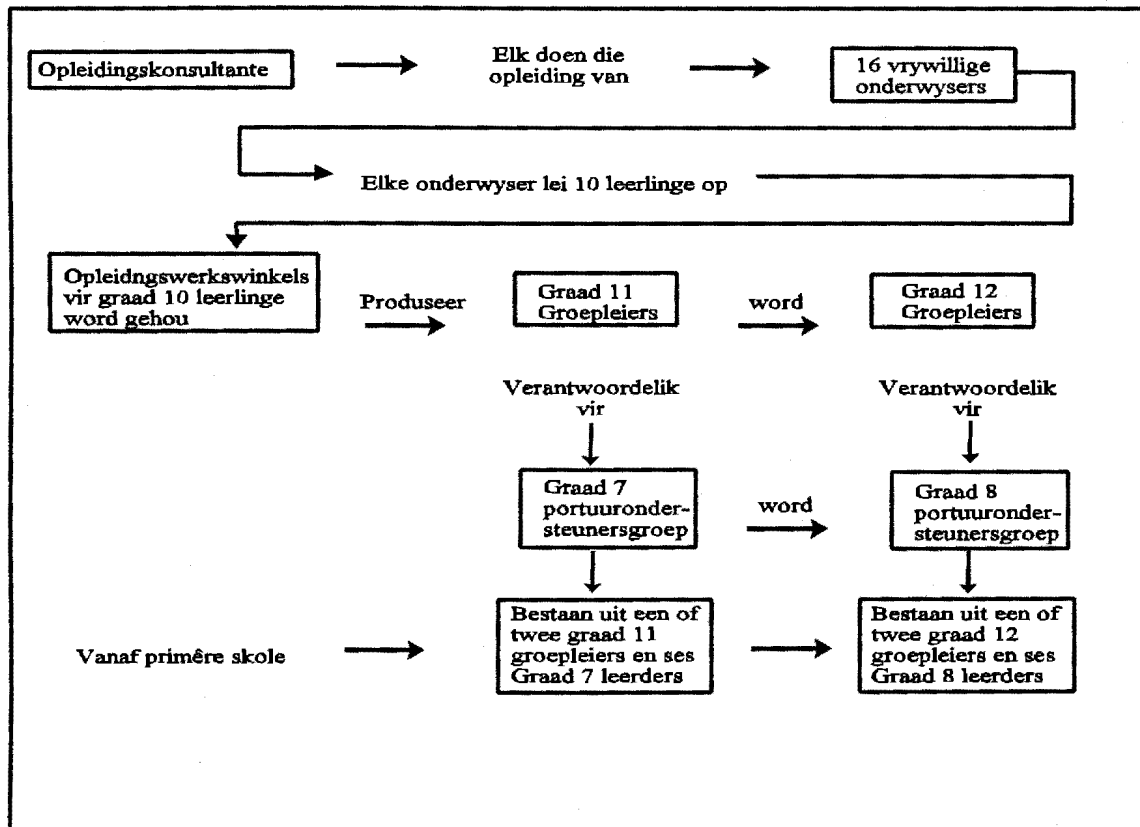 Opleidingskonsultante
Elk doen die
opleiding van
16 vrywillige
onderwysers
Elke onderwyser lei 10 leerlinge op
Opleidngswerkswinkels
vir graad 10 leerlinge
word gehou
Produseer
Graad 11
Groepleiers
word
Graad 12
Groepleiers
Verantwoordelik
vir
Verantwoordelik
vir
Graad 7
portuuronder-
steunersgroep
word
Graad 8
portuuronder-
steunersgroep
Vanaf primêre skole
Bestaan uit een of
twee graad 11
groepleiers en ses
Graad 7 leerders
Bestaan uit een of
twee graad 12
groepleiers en ses
Graad 8 leerders